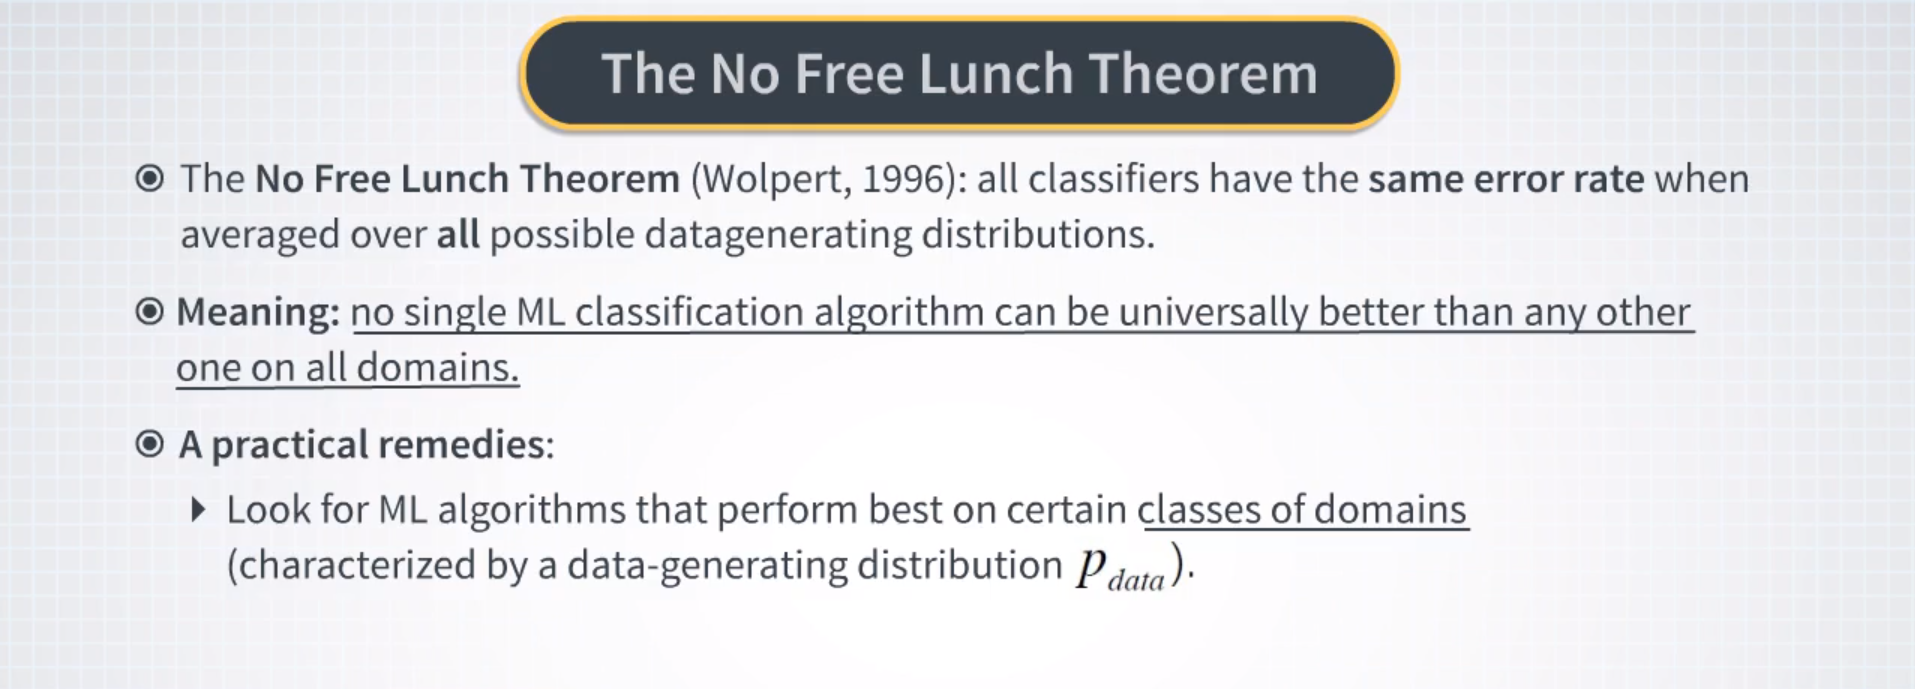 The No Free Lunch Theorem
The No Free Lunch Theorem (Wolpert, 1996): all classifiers have the same error rate when
averaged over all possible datagenerating distributions.
Meaning: no single ML classification algorithm can be universally better than any other
one on all domains.
A practical remedies:
Look for ML algorithms that perform best on certain classes of domains
(characterized by a data-generating distribution p data).